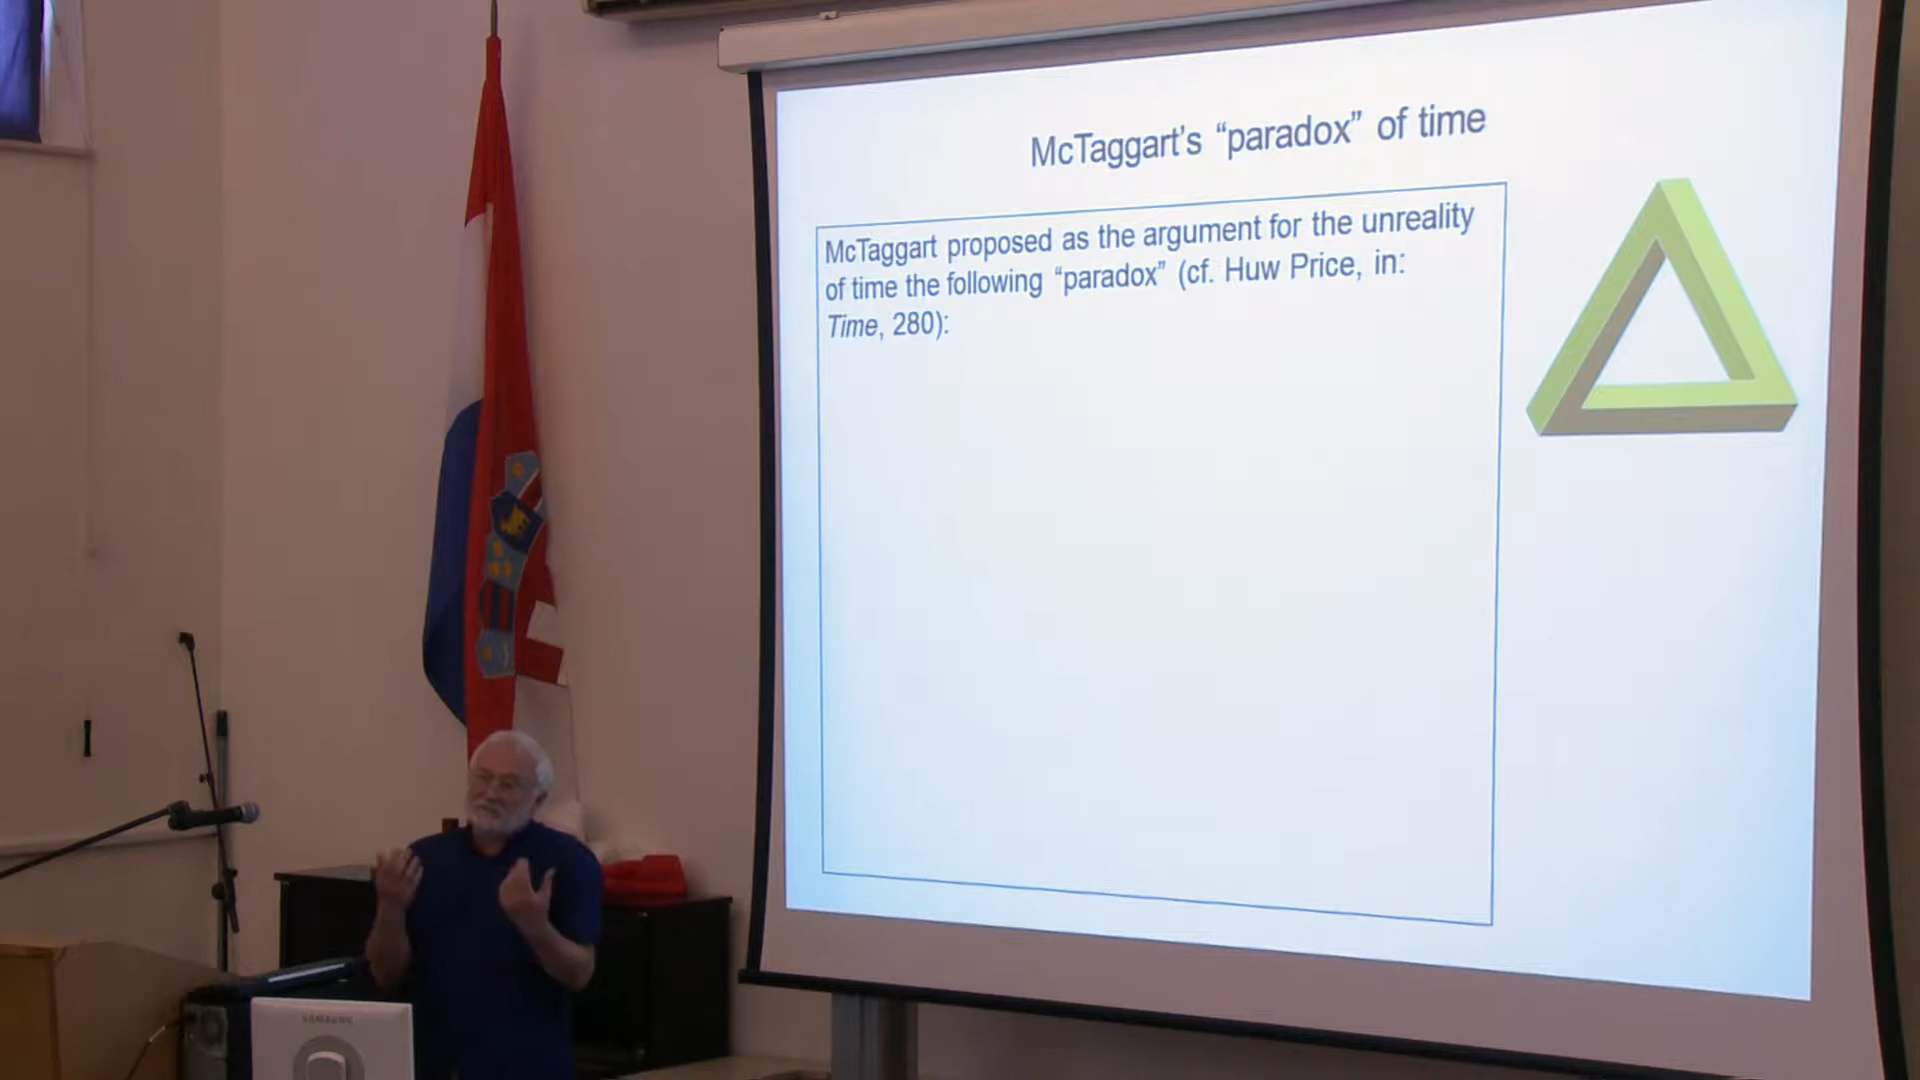 McTaggart's “paradox” of time
McTaggart proposed as the argument for the unreality
of time the following “paradox” (cf. Huw Price, in:
Time, 280):
SAMSUNG